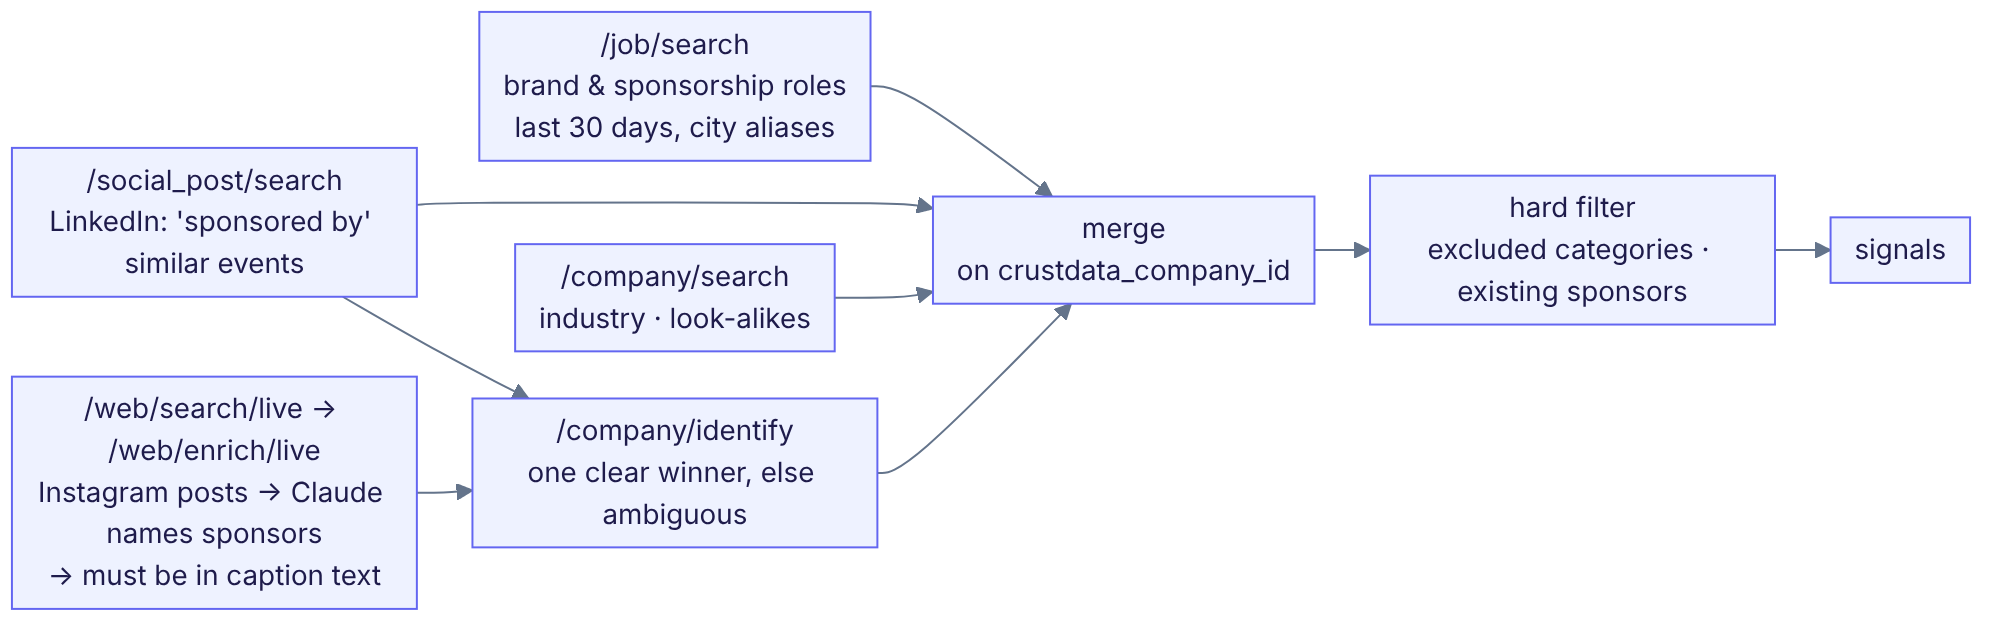 /job/search
brand & sponsorship roles
last 30 days, city aliases
/social_post/search
LinkedIn: 'sponsored by'
similar events
/company/search
industry · look-alikes
merge
on crustdata_company_id
hard filter
excluded categories ·
existing sponsors
signals
/web/search/live →
/web/enrich/live
Instagram posts → Claude
names sponsors
→ must be in caption text
/company/identify
one clear winner, else
ambiguous